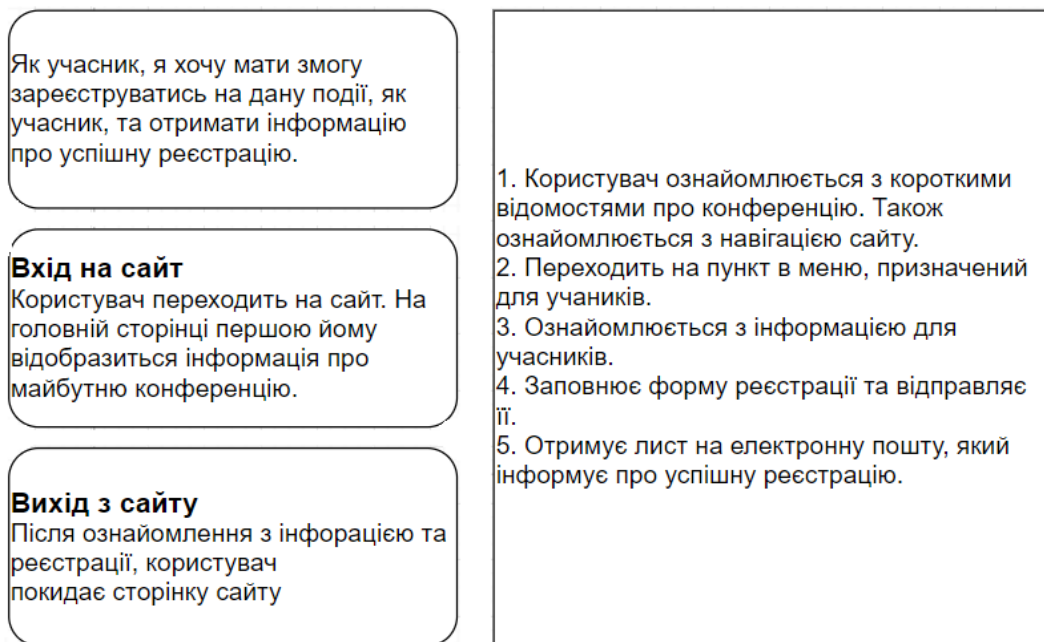 Як учасник, я хочу мати змогу
зареєструватись на дану події, як
учасник, та отримати інформацію
про успішну реєстрацію.
Вхід на сайт
Користувач переходить на сайт. На
головній сторінці першою йому
відобразиться інформація про
майбутню конференцію.
Вихід з сайту
Після ознайомлення з інфорацією та
реєстрації, користувач
покидає сторінку сайту
1. Користувач ознайомлюється з короткими
відомостями про конференцію. Також
ознайомлюється з навігацією сайту.
2. Переходить на пункт в меню, призначений
для учаників.
3. Ознайомлюється з інформацією для
учасників.
4. Заповнює форму реєстрації та відправляє
її.
5. Отримує лист на електронну пошту, який
інформує про успішну реєстрацію.